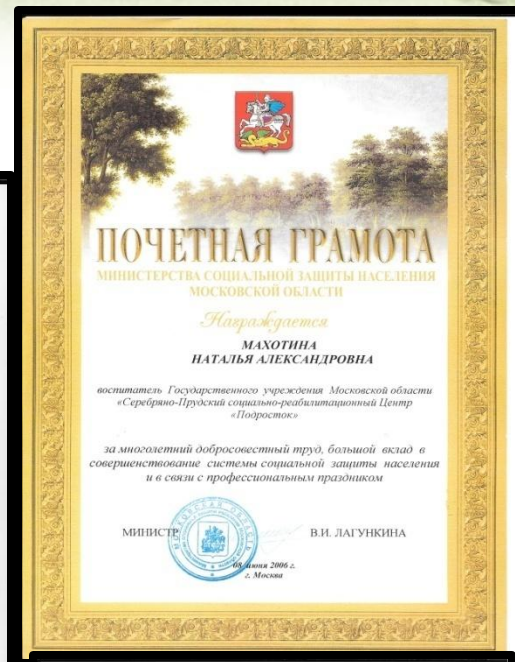 ПОЧЕТНАЯ ГРАМОТА
МИНИСТЕРСТВА СОЦИАЛЬНОЙ ЗАЩИТЫ НАСЕЛЕНИЯ
МОСКОВСКОЙ ОБЛАСТИ
Награждается
МАХОТИНА
НАТАЛЬЯ АЛЕКСАНДРОВНА
воспитатель Государственного учреждения Московской области
«Серебряно-Прудский социально-реабилитационный Центр
«Подросток»
за многолетний добросовестный труд, большой вклад в
совершенствование системы социальной защиты населения
и в связи с профессиональным праздником
МИНИСТР В.И. ЛАГУНКИНА
МОСКОВСКАЯ ОБЛАСТЬ
08 июня 2006 г.
г. Москва